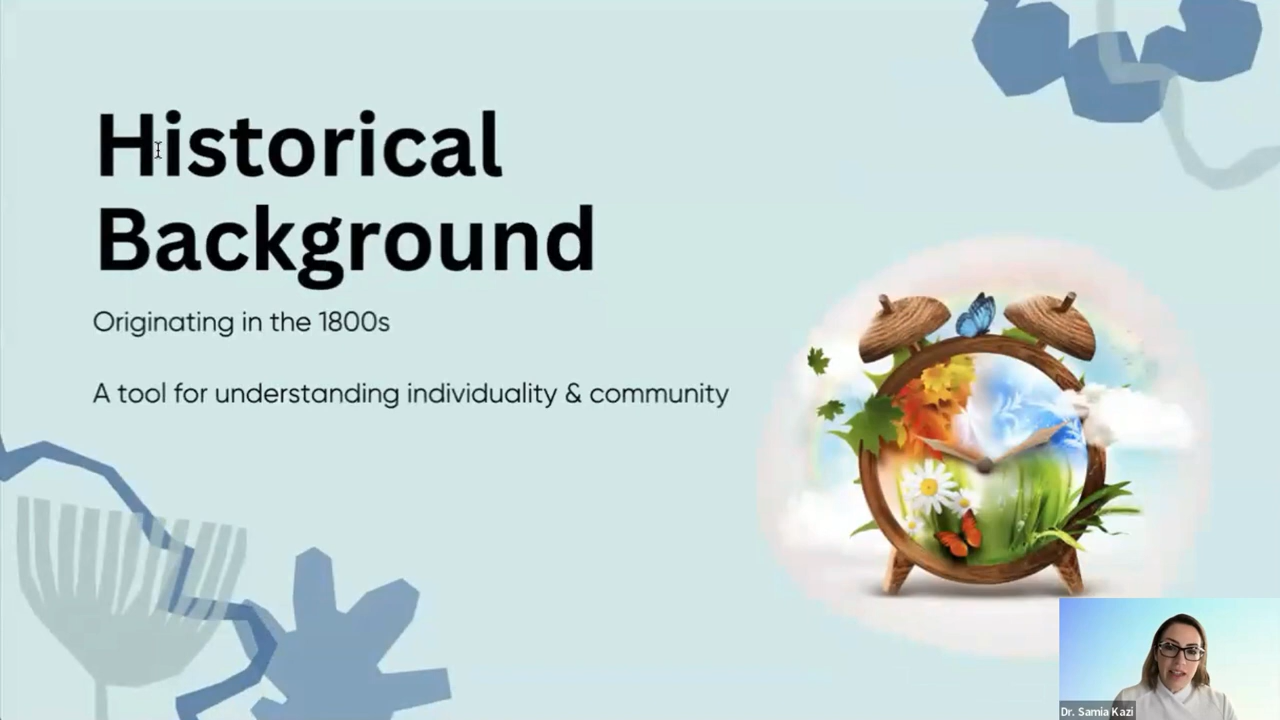 Historical
Background
Originating in the 1800s
A tool for understanding individuality & community
Dr. Samia Kazi